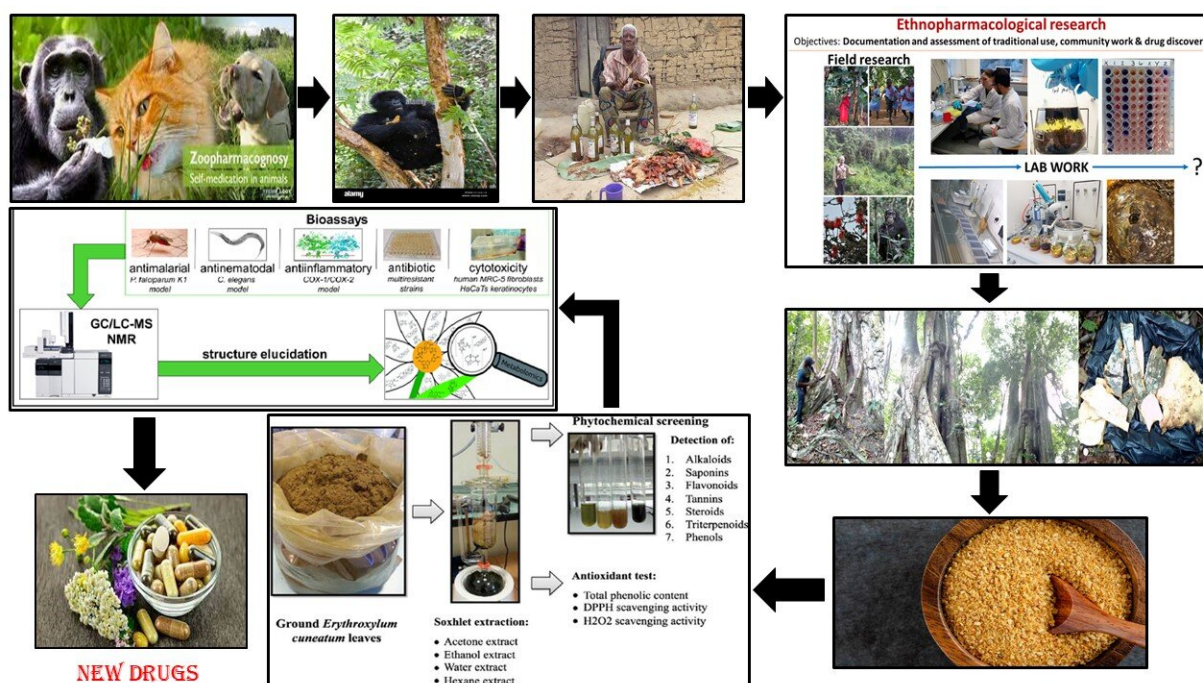 Zoopharmacognosy
Self-medication in animals
alamy
Ethnopharmacological research
Objectives: Documentation and assessment of traditional use, community work & drug discover
Field research
LAB WORK
?
Bioassays
antimalarial
P. falciparum K1
model
antinematodal
C. elegans
model
antiinflammatory
COX-1/COX-2
model
antibiotic
multiresistant
strains
cytotoxicity
human MRC-5 fibroblasts
HaCaTs keratinocytes
GC/LC-MS
NMR
structure elucidation
Metabolomics
Phytochemical screening
Detection of:
1. Alkaloids
2. Saponins
3. Flavonoids
4. Tannins
5. Steroids
6. Triterpenoids
7. Phenols
Antioxidant test:
• Total phenolic content
• DPPH scavenging activity
• H2O2 scavenging activity
Ground Erythroxylum
cuneatum leaves
Soxhlet extraction:
• Acetone extract
• Ethanol extract
• Water extract
• Hexane extract
NEW DRUGS